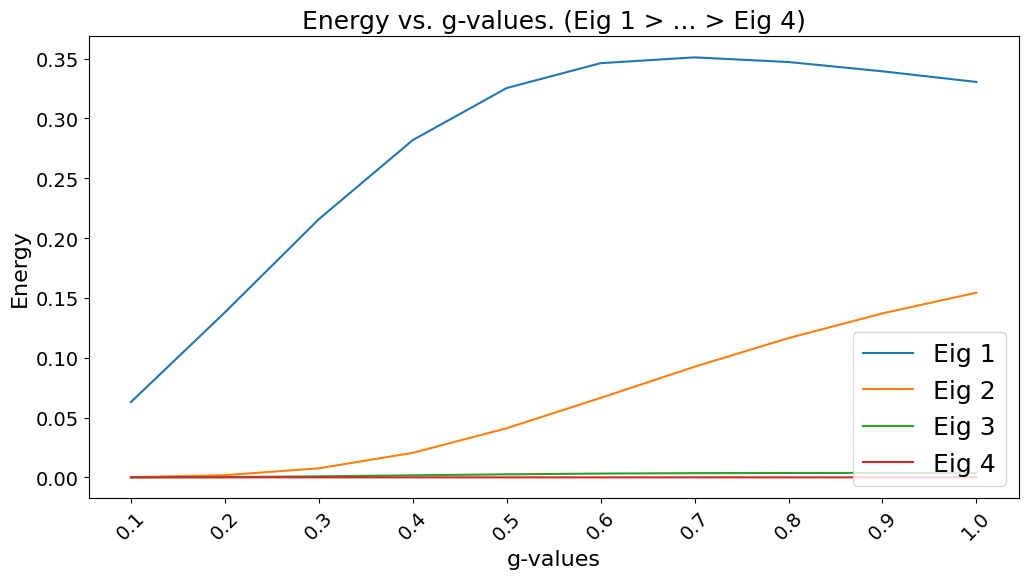 Energy vs. g-values. (Eig 1 > ... > Eig 4)
0.35
0.30
0.25
0.20
0.15
0.10
0.05
0.00
Energy
Eig 1
Eig 2
Eig 3
Eig 4
0.1 0.2 0.3 0.4 0.5 0.6 0.7 0.8 0.9 1.0
g-values